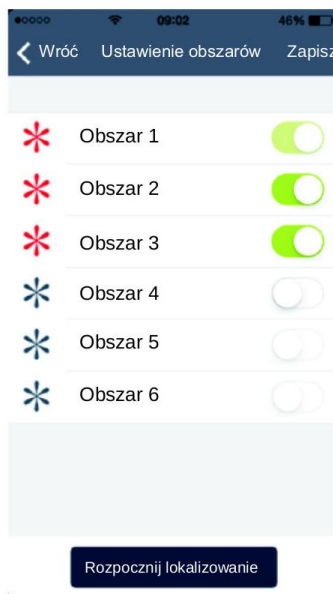 09:02 46%
Wróć Ustawienie obszarów Zapisz
Obszar 1
Obszar 2
Obszar 3
Obszar 4
Obszar 5
Obszar 6
Rozpocznij lokalizowanie